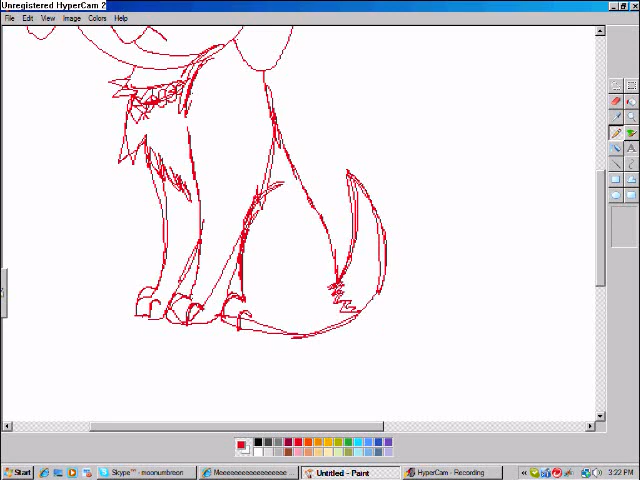 Unregistered HyperCam 2
File Edit View Image Colors Help
A
Start
Skype™ - moonumbreon
Meeeeeeeeeeeeeeeee ...
Untitled - Paint
HyperCam - Recording
3:22 PM